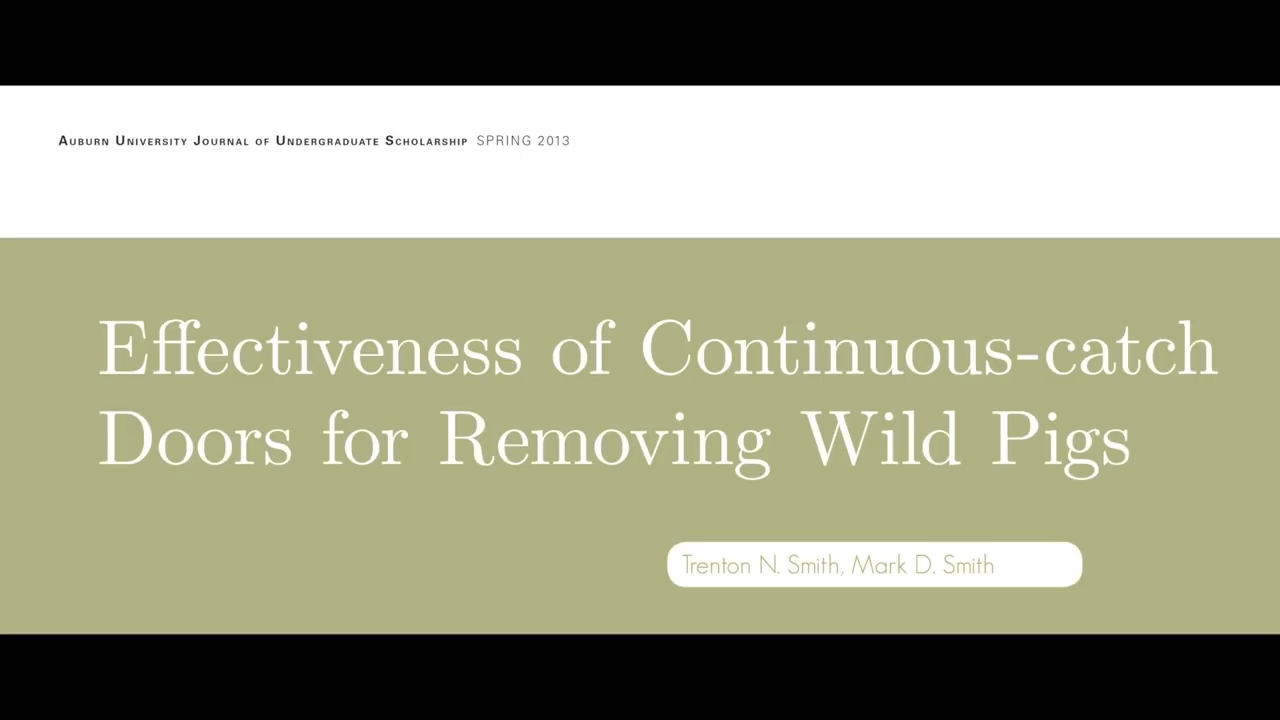 Auburn University Journal of Undergraduate Scholarship SPRING 2013
Effectiveness of Continuous-catch
Doors for Removing Wild Pigs
Trenton N. Smith, Mark D. Smith